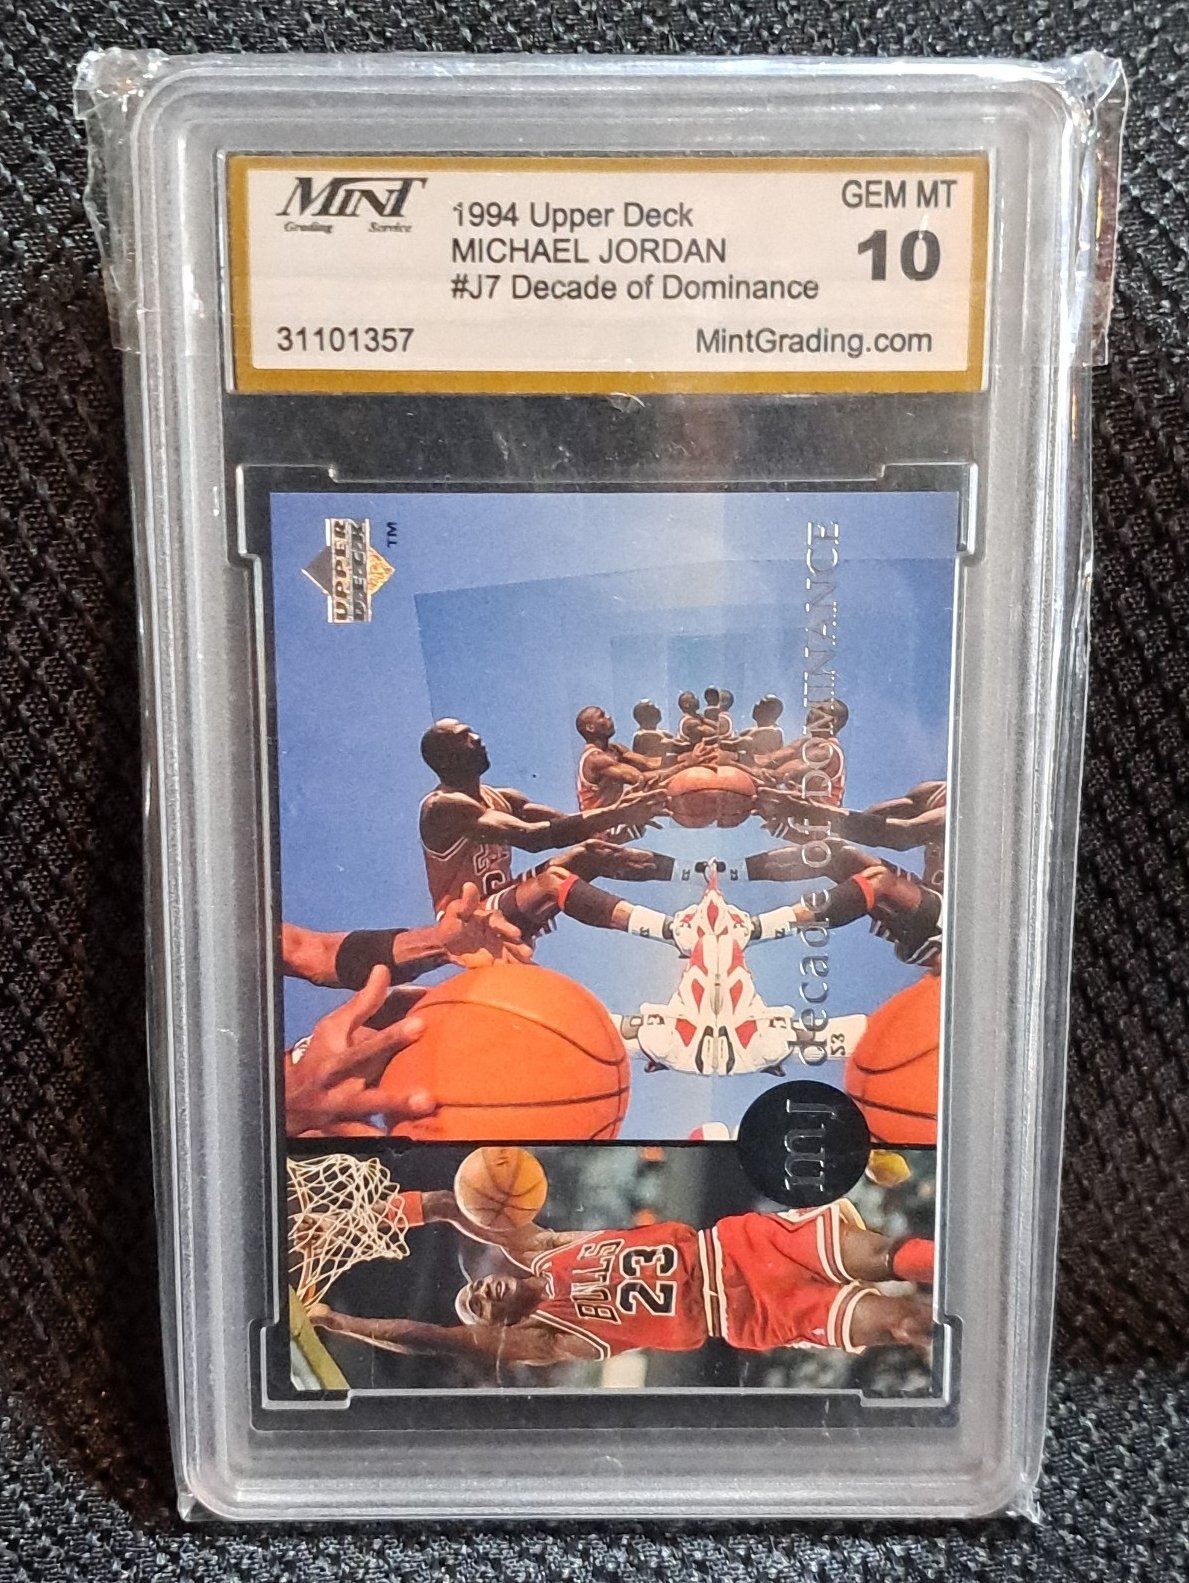 MINT
Grading Service
1994 Upper Deck
MICHAEL JORDAN
#J7 Decade of Dominance
GEM MT
10
31101357
MintGrading.com
UPPER
DECK
TM
mj decade of DOMINANCE
23
BULLS
23